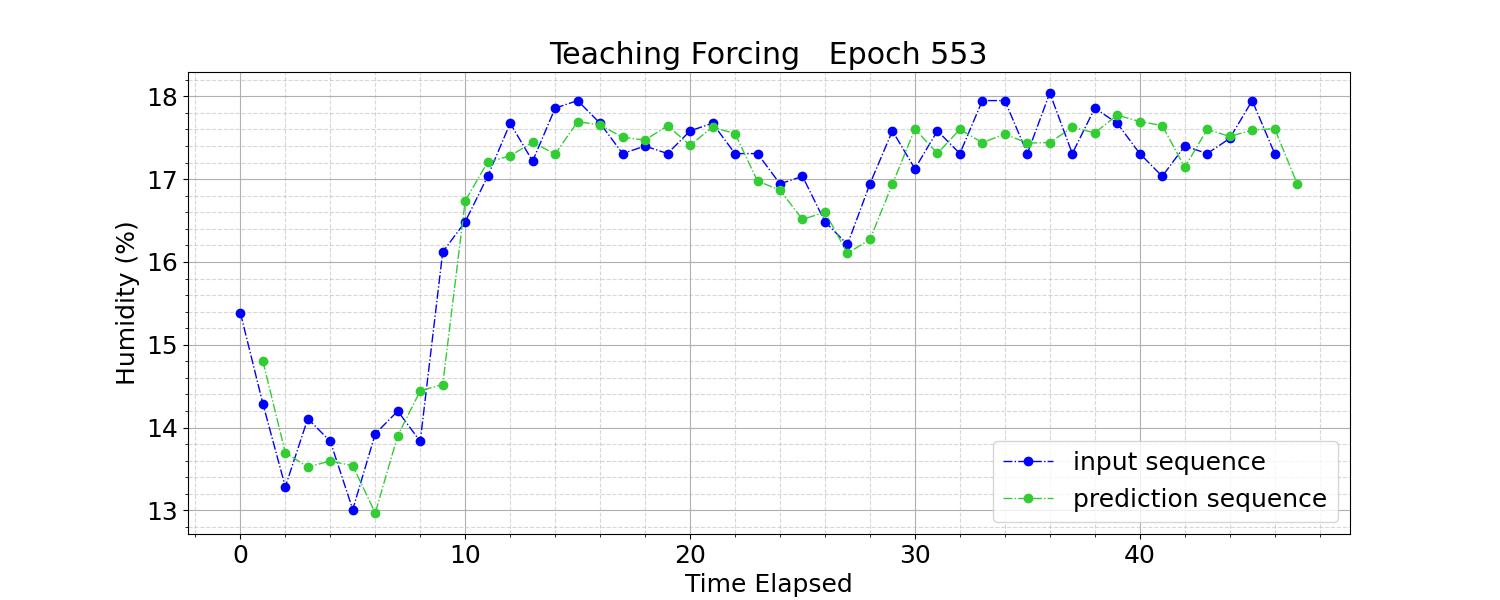 Teaching Forcing   Epoch 553
18
17
16
15
14
13
Humidity (%)
0 10 20 30 40
Time Elapsed
input sequence
prediction sequence